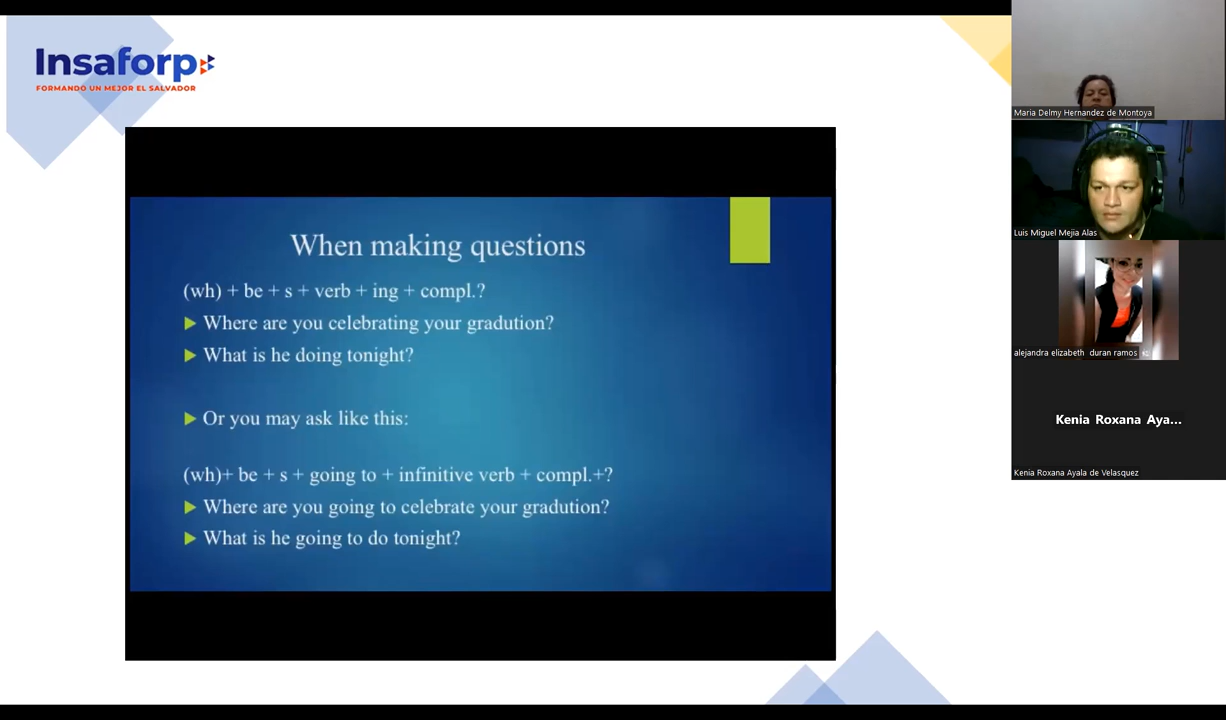 Insaforp
FORMANDO UN MEJOR EL SALVADOR
When making questions
(wh) + be + s + verb + ing + compl.?
Where are you celebrating your gradution?
What is he doing tonight?
Or you may ask like this:
(wh)+ be + s + going to + infinitive verb + compl.+?
Where are you going to celebrate your gradution?
What is he going to do tonight?
Maria Delmy Hernandez de Montoya
Luis Miguel Mejia Alas
alejandra elizabeth duran ramos
Kenia Roxana Aya...
Kenia Roxana Ayala de Velasquez